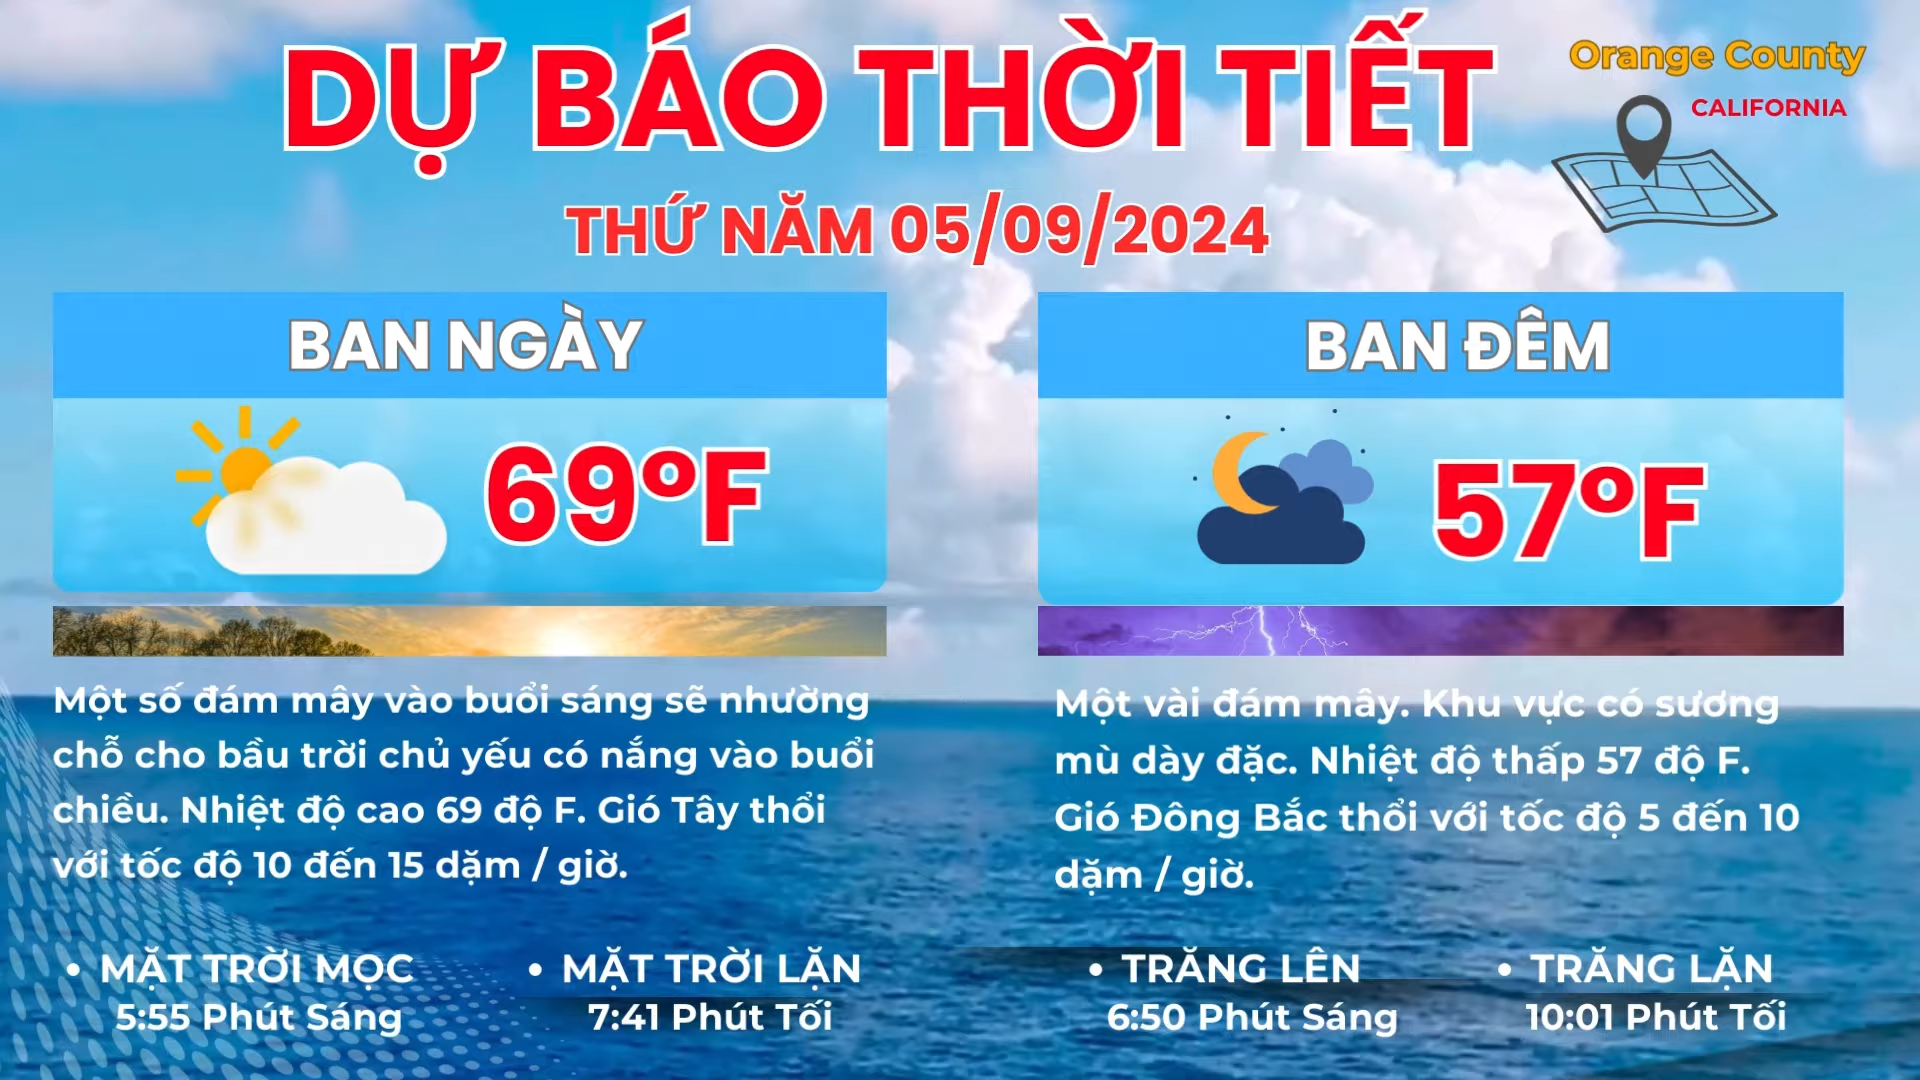 DỰ BÁO THỜI TIẾT
Orange County
CALIFORNIA
THỨ NĂM 05/09/2024
BAN NGÀY
69°F
Một số đám mây vào buổi sáng sẽ nhường
chỗ cho bầu trời chủ yếu có nắng vào buổi
chiều. Nhiệt độ cao 69 độ F. Gió Tây thổi
với tốc độ 10 đến 15 dặm / giờ.
• MẶT TRỜI MỌC
5:55 Phút Sáng
• MẶT TRỜI LẶN
7:41 Phút Tối
BAN ĐÊM
57°F
Một vài đám mây. Khu vực có sương
mù dày đặc. Nhiệt độ thấp 57 độ F.
Gió Đông Bắc thổi với tốc độ 5 đến 10
dặm / giờ.
• TRĂNG LÊN
6:50 Phút Sáng
• TRĂNG LẶN
10:01 Phút Tối